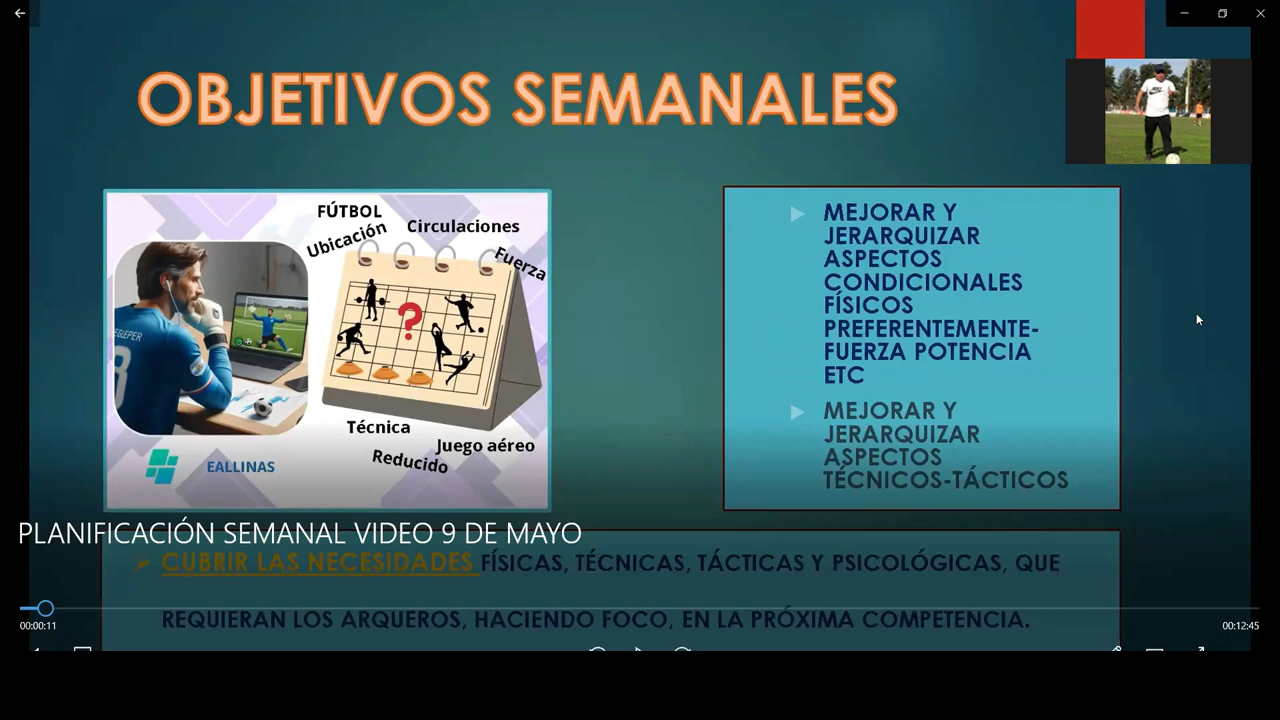 OBJETIVOS SEMANALES
FÚTBOL
Ubicación
Circulaciones
Fuerza
?
Técnica
Juego aéreo
Reducido
EALLINAS
MEJORAR Y
JERARQUIZAR
ASPECTOS
CONDICIONALES
FÍSICOS
PREFERENTEMENTE-
FUERZA POTENCIA
ETC
MEJORAR Y
JERARQUIZAR
ASPECTOS
TÉCNICOS-TÁCTICOS
PLANIFICACIÓN SEMANAL VIDEO 9 DE MAYO
CUBRIR LAS NECESIDADES FÍSICAS, TÉCNICAS, TÁCTICAS Y PSICOLÓGICAS, QUE
REQUIERAN LOS ARQUEROS, HACIENDO FOCO, EN LA PRÓXIMA COMPETENCIA.
00:00:11
00:12:45